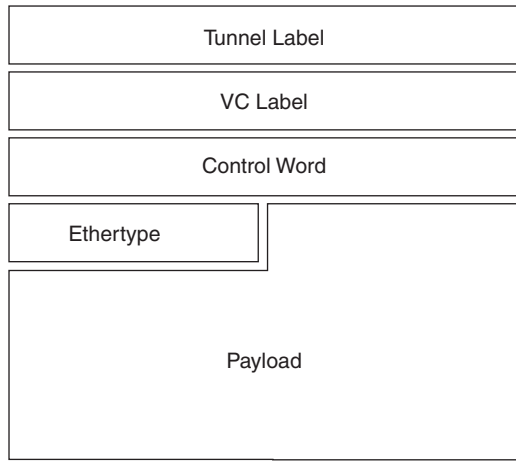 Tunnel Label
VC Label
Control Word
Ethertype
Payload